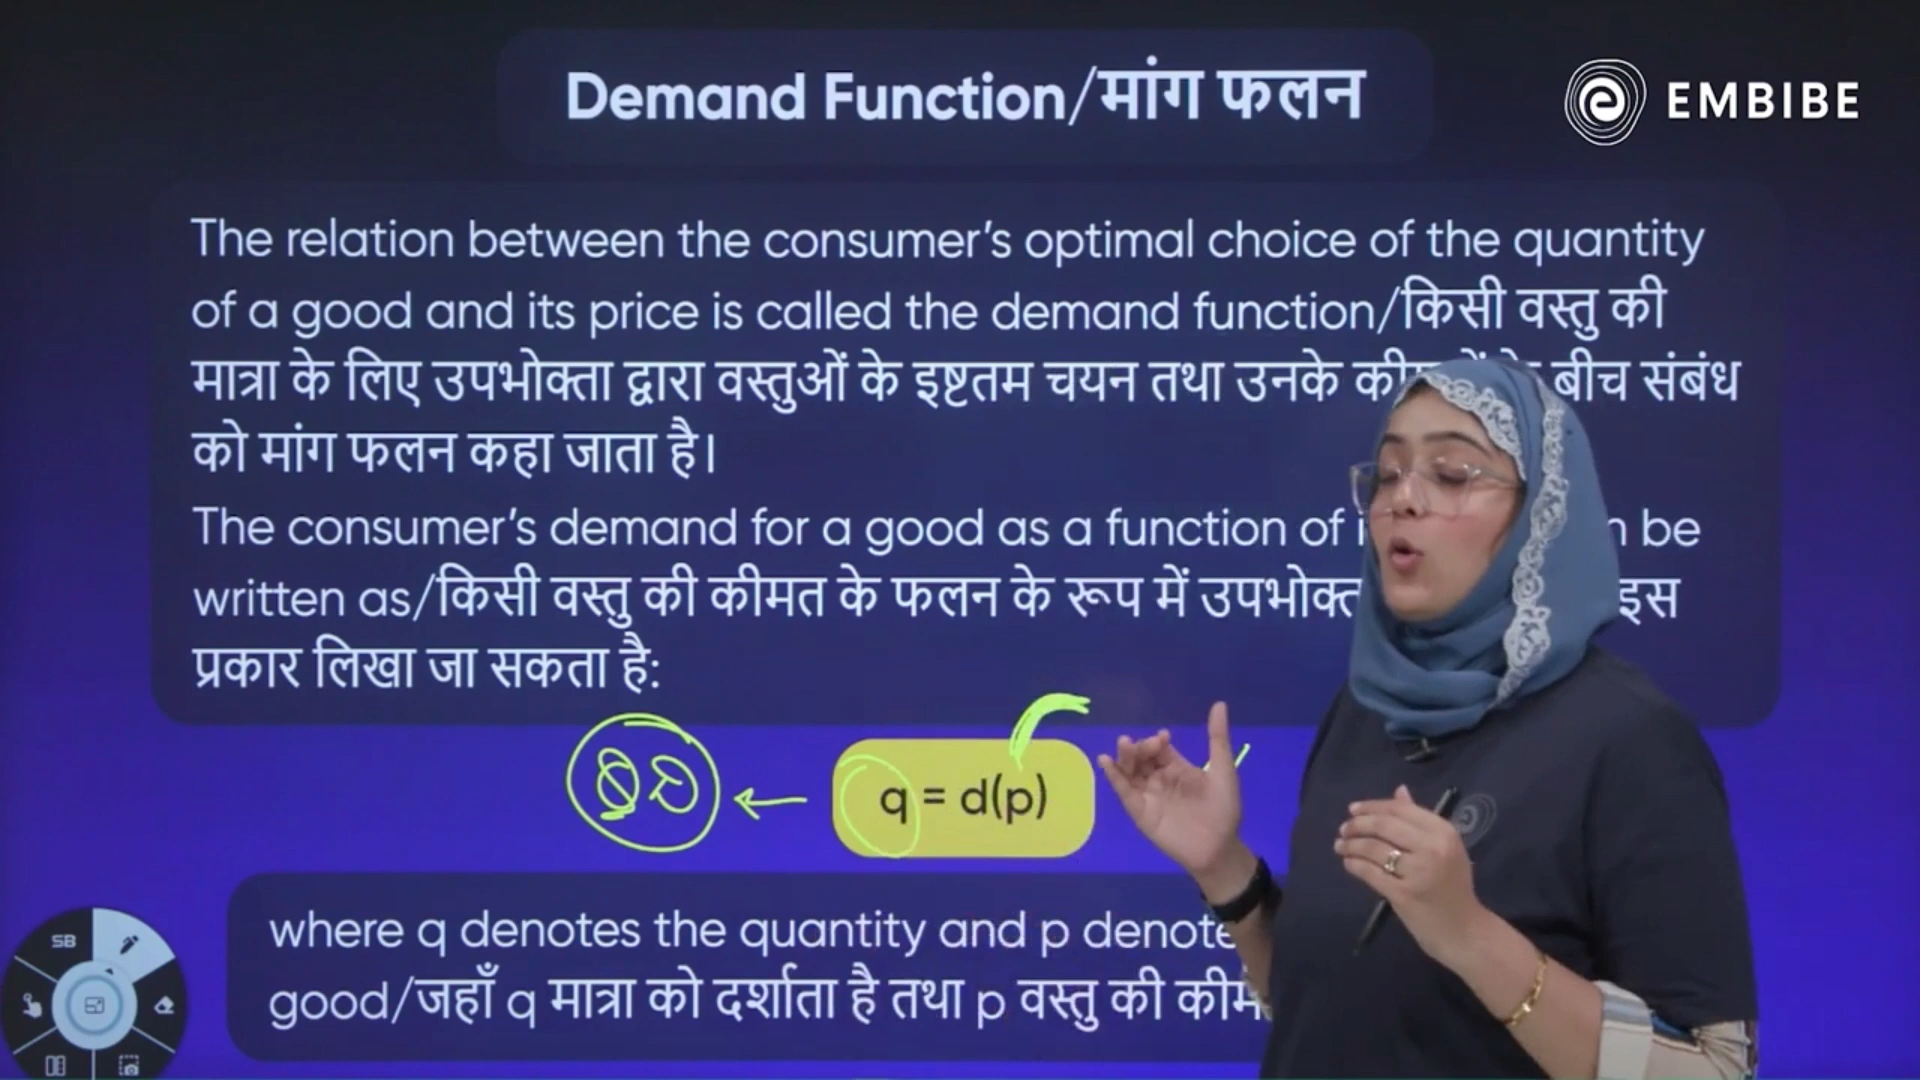 Demand Function/मांग फलन
EMBIBE
The relation between the consumer’s optimal choice of the quantity
of a good and its price is called the demand function/किसी वस्तु की
मात्रा के लिए उपभोक्ता द्वारा वस्तुओं के इष्टतम चयन तथा उनके बीच संबंध
को मांग फलन कहा जाता है।
The consumer’s demand for a good as a function of be
written as/किसी वस्तु की कीमत के फलन के रूप में इस
प्रकार लिखा जा सकता है:
q = d(p)
where q denotes the quantity and p
good/जहाँ q मात्रा को दर्शाता है तथा p वस्तु की
SB